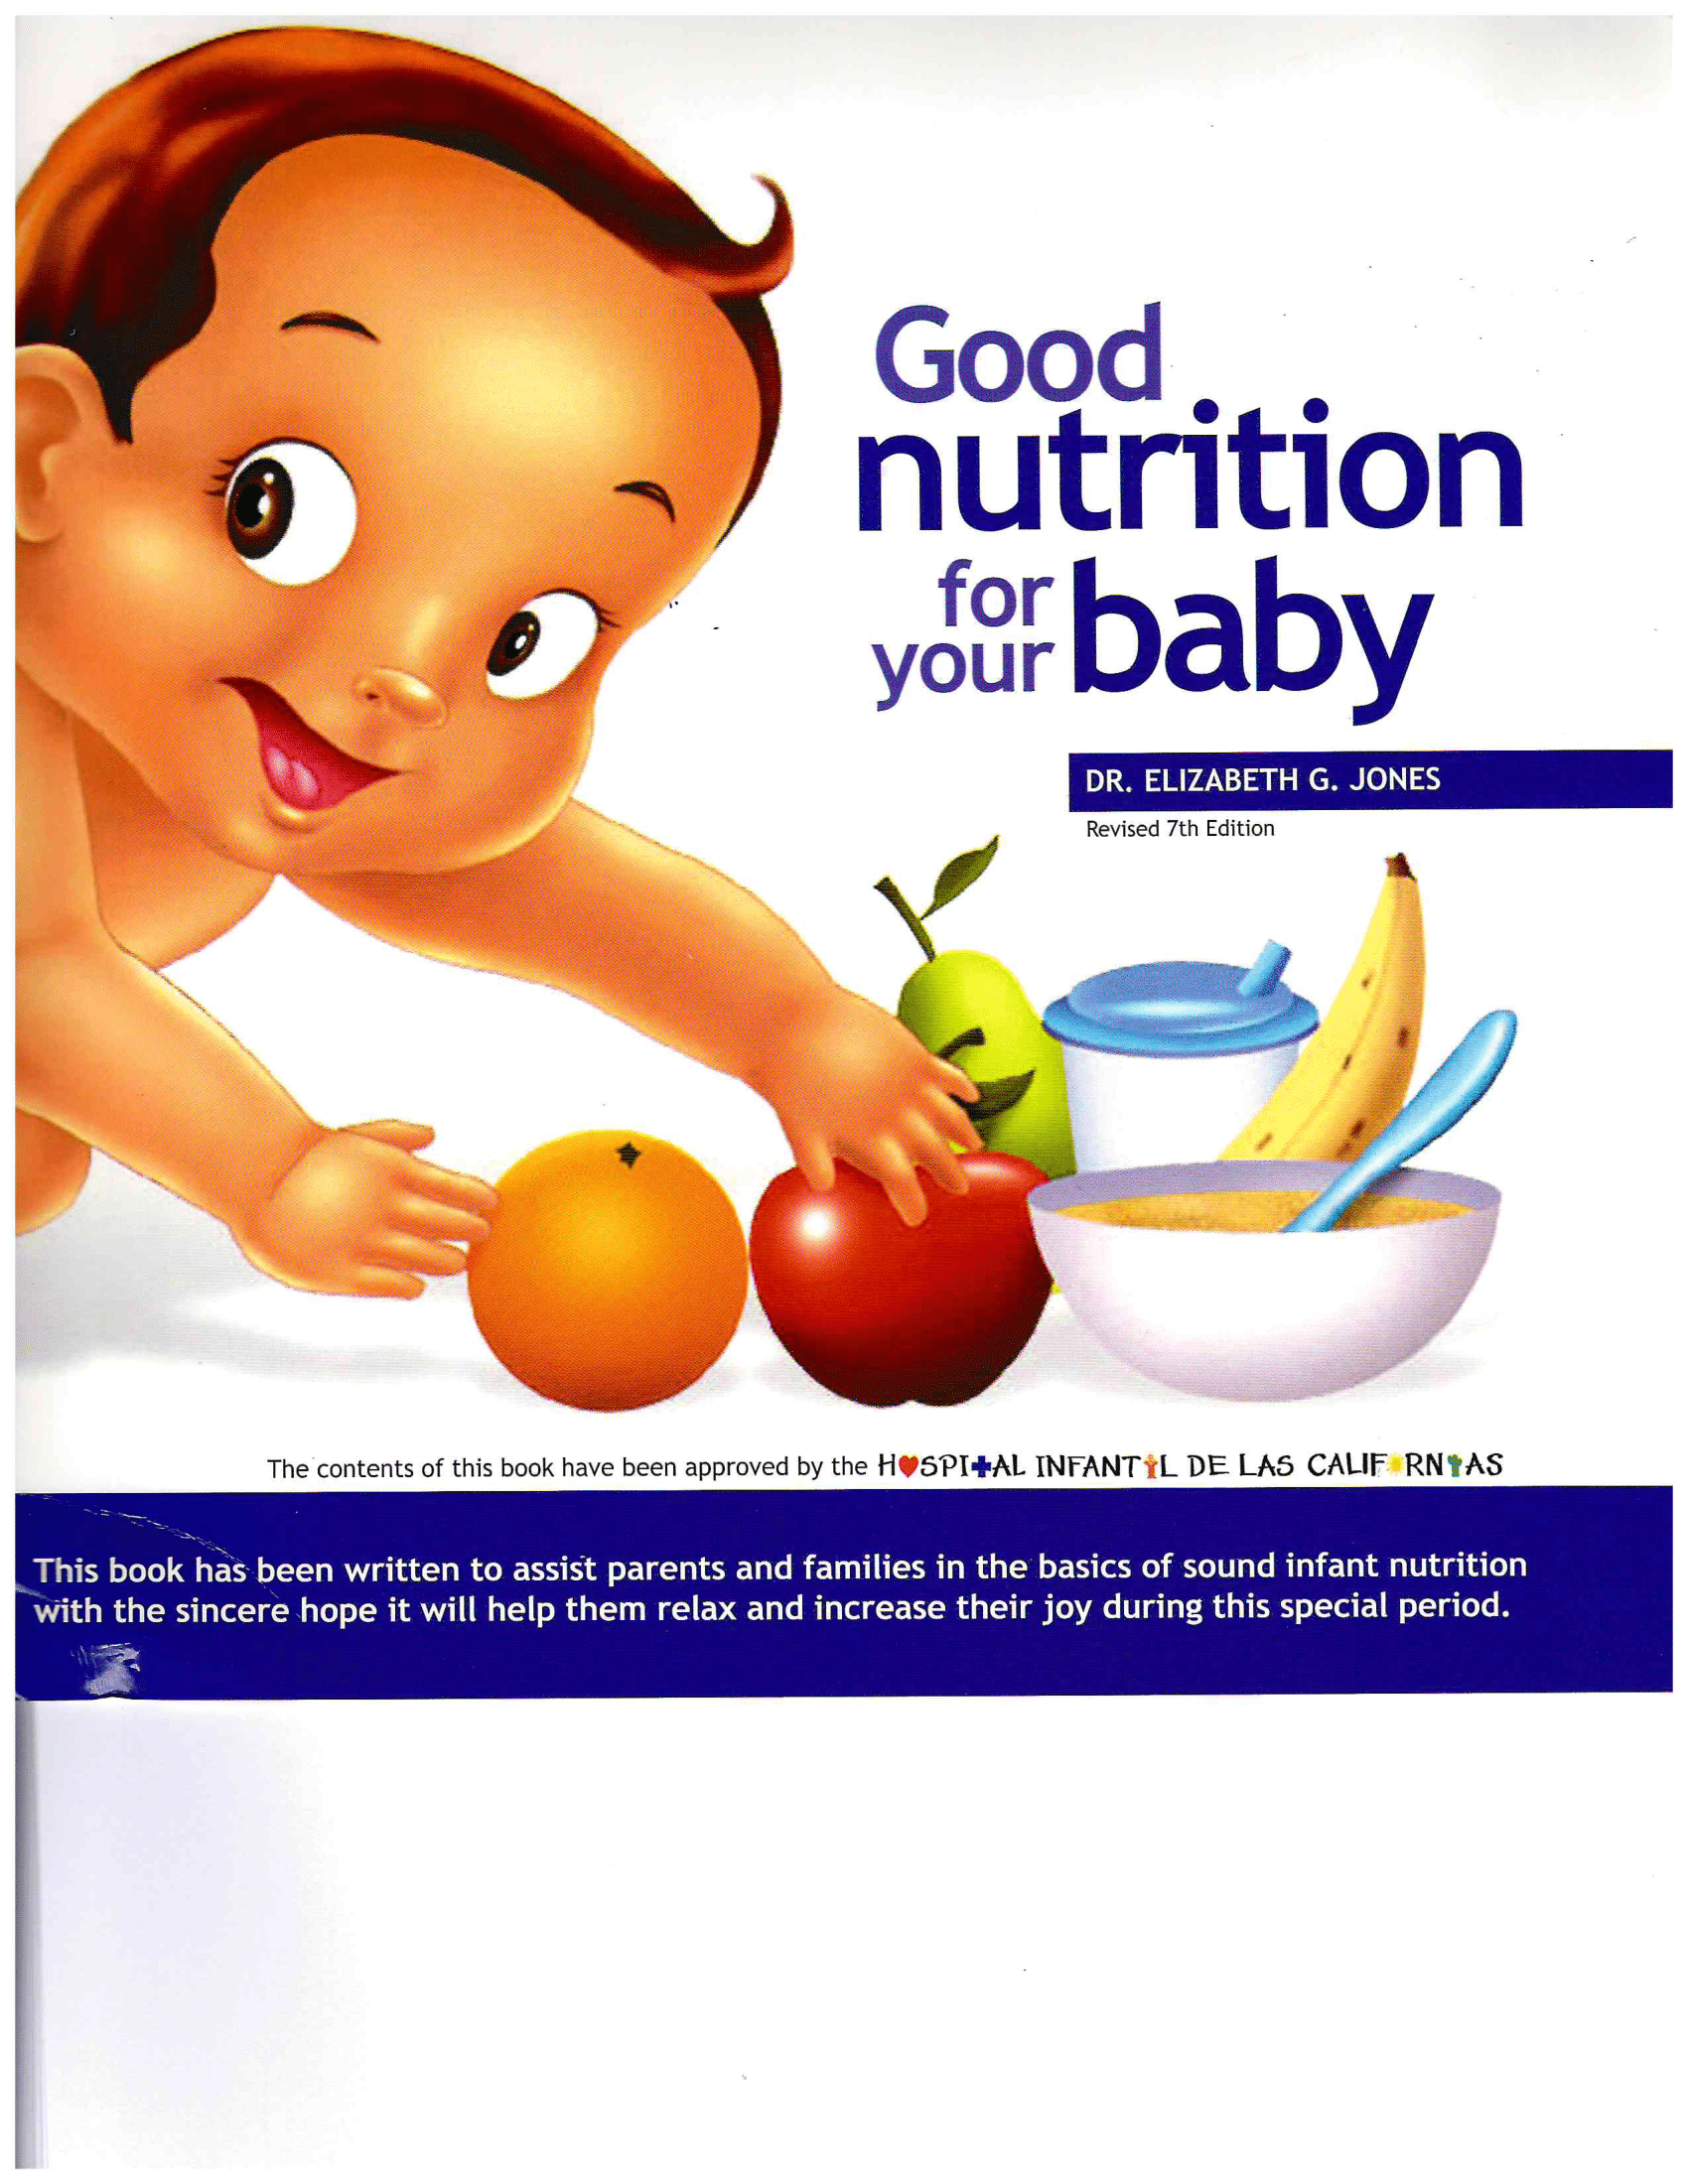 Good
nutrition
for
your baby
DR. ELIZABETH G. JONES
Revised 7th Edition
The contents of this book have been approved by the HOSPITAL INFANTIL DE LAS CALIFORNIAS
This book has been written to assist parents and families in the basics of sound infant nutrition
with the sincere hope it will help them relax and increase their joy during this special period.